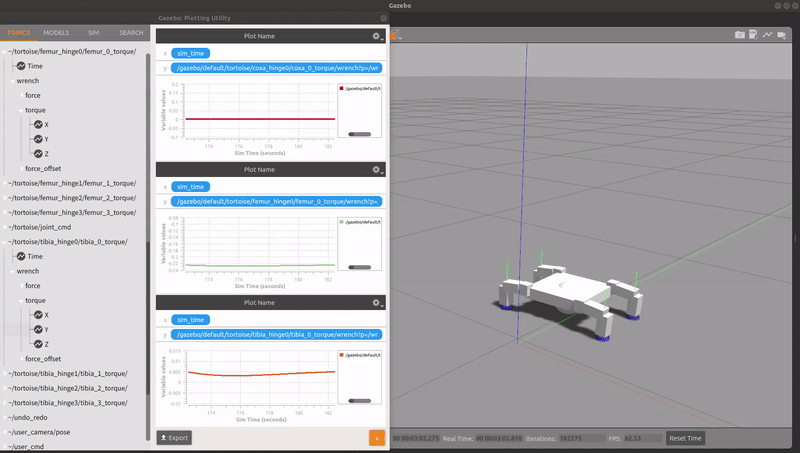 Gazebo
Gazebo: Plotting Utility
TOPICS MODELS SIM SEARCH
~/tortoise/femur_hinge0/femur_0_torque/
Time
wrench
force
torque
X
Y
Z
force_offset
~/tortoise/femur_hinge1/femur_1_torque/
~/tortoise/femur_hinge2/femur_2_torque/
~/tortoise/femur_hinge3/femur_3_torque/
~/tortoise/joint_cmd
~/tortoise/tibia_hinge0/tibia_0_torque/
Time
wrench
force
torque
X
Y
Z
force_offset
~/tortoise/tibia_hinge1/tibia_1_torque/
~/tortoise/tibia_hinge2/tibia_2_torque/
~/tortoise/tibia_hinge3/tibia_3_torque/
~/undo_redo
~/user_camera/pose
~/user_cmd
Plot Name
x sim_time
y /gazebo/default/tortoise/coxa_hinge0/coxa_0_torque/wrench?p=/wr
Variable values
0.2
0.15
0.1
0.05
0
-0.05
-0.1
174 176 178 180 182
Sim Time (seconds)
/gazebo/default/t
Plot Name
x sim_time
y /gazebo/default/tortoise/femur_hinge0/femur_0_torque/wrench?p=
Variable values
-0.08
-0.1
-0.12
-0.14
-0.16
-0.18
-0.2
-0.22
-0.24
174 176 178 180 182
Sim Time (seconds)
/gazebo/default/t
Plot Name
x sim_time
y /gazebo/default/tortoise/tibia_hinge0/tibia_0_torque/wrench?p=/wr
Variable values
0.015
0.005
0
-0.005
-0.01
174 176 178 180 182
Sim Time (seconds)
/gazebo/default/t
Export
00 00:03:02.275 Real Time: 00 00:03:02.818 Iterations: 182275 FPS: 62.53 Reset Time